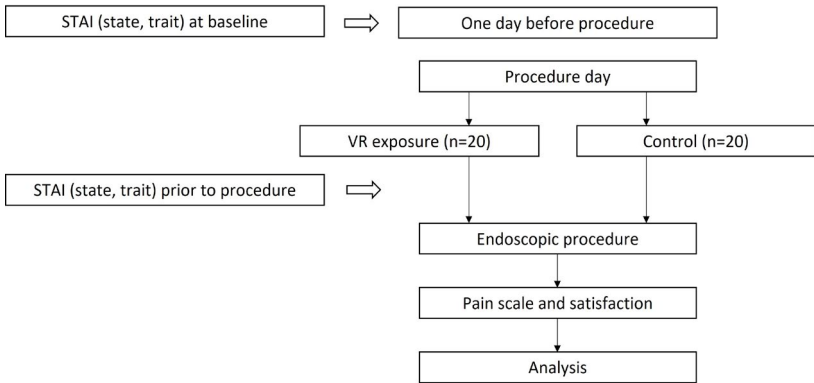 STAI (state, trait) at baseline
One day before procedure
Procedure day
VR exposure (n=20)
Control (n=20)
STAI (state, trait) prior to procedure
Endoscopic procedure
Pain scale and satisfaction
Analysis